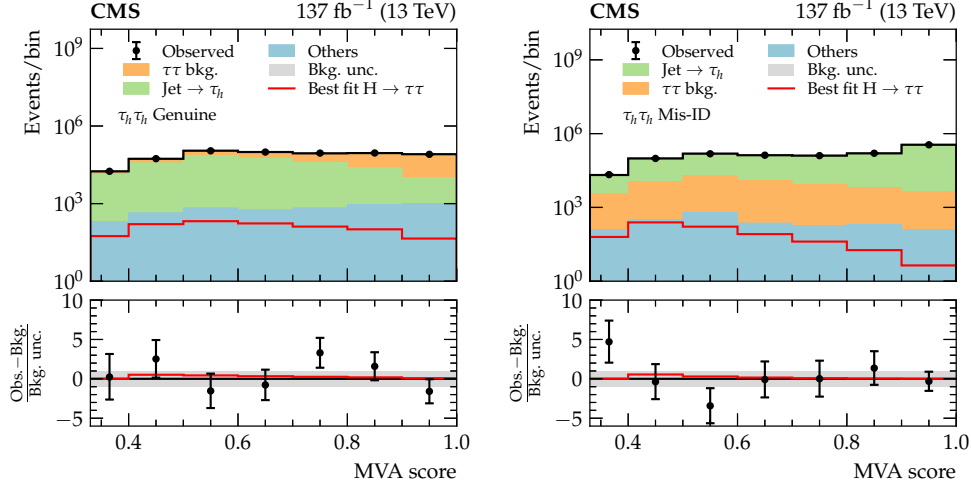 CMS 137 fb⁻¹ (13 TeV)
Events/bin
10⁹
10⁶
10³
10⁰
Observed
ττ bkg.
Jet → τₕ
Others
Bkg. unc.
Best fit H → ττ
τₕτₕ Genuine
Obs.−Bkg.
Bkg. unc.
10
5
0
−5
0.4 0.6 0.8 1.0
MVA score
CMS 137 fb⁻¹ (13 TeV)
Events/bin
10⁹
10⁶
10³
10⁰
Observed
Jet → τₕ
ττ bkg.
Others
Bkg. unc.
Best fit H → ττ
τₕτₕ Mis-ID
Obs.−Bkg.
Bkg. unc.
10
5
0
−5
0.4 0.6 0.8 1.0
MVA score